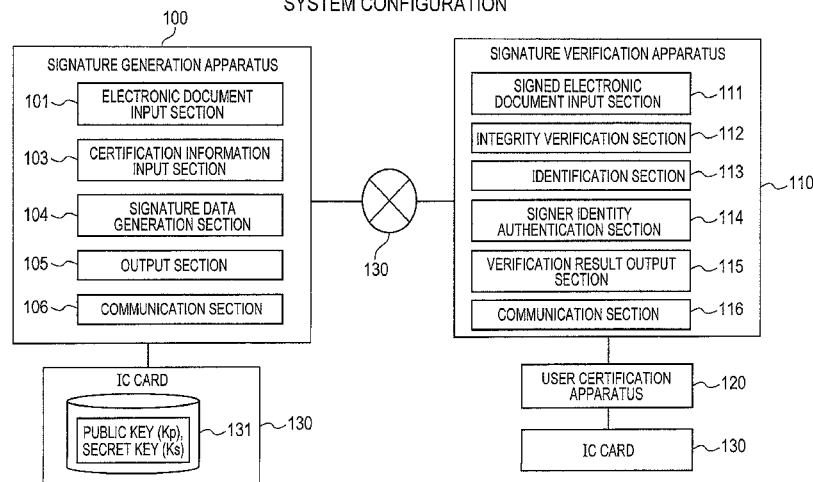 SYSTEM CONFIGURATION
100
SIGNATURE GENERATION APPARATUS
101
ELECTRONIC DOCUMENT
INPUT SECTION
103
CERTIFICATION INFORMATION
INPUT SECTION
104
SIGNATURE DATA
GENERATION SECTION
105
OUTPUT SECTION
106
COMMUNICATION SECTION
IC CARD
PUBLIC KEY (Kp),
SECRET KEY (Ks)
131
130
130
SIGNATURE VERIFICATION APPARATUS
SIGNED ELECTRONIC
DOCUMENT INPUT SECTION
111
INTEGRITY VERIFICATION SECTION
112
IDENTIFICATION SECTION
113
110
SIGNER IDENTITY
AUTHENTICATION SECTION
114
VERIFICATION RESULT OUTPUT
SECTION
115
COMMUNICATION SECTION
116
USER CERTIFICATION
APPARATUS
120
IC CARD
130